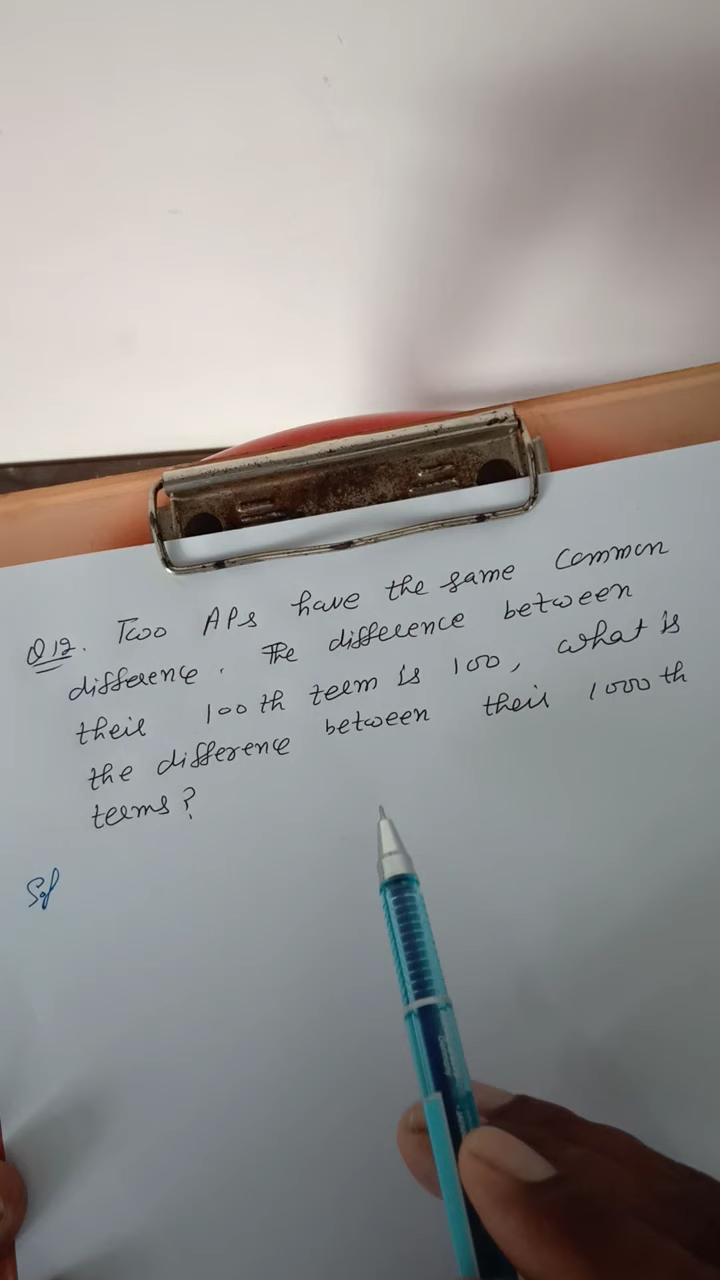 Q12. Two APs have the same common
difference. The difference between
their 100th term is 100, what is
the difference between their 1000th
terms?
Sol